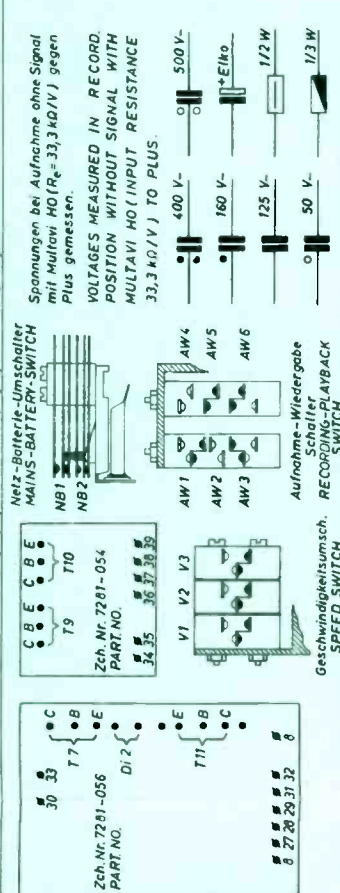 Spannungen bei Aufnahme ohne Signal
mit Multavi HO (Re = 33,3 kΩ/V) gegen
Plus gemessen.
VOLTAGES MEASURED IN RECORD.
POSITION WITHOUT SIGNAL WITH
MULTAVI HO (INPUT RESISTANCE
33,3 kΩ/V) TO PLUS.
400 V–
500 V–
160 V–
+Elko
125 V–
1/2 W
50 V–
1/3 W
Netz-Batterie-Umschalter
MAINS-BATTERY-SWITCH
NB1
NB2
AW1
AW2
AW3
AW4
AW5
AW6
Aufnahme-Wiedergabe
Schalter
RECORDING-PLAYBACK
SWITCH
C B E C B E
T9 T10
Zch. Nr. 7281-054
PART. NO.
34 35 36 37 38 39
V1 V2 V3
Geschwindigkeitsumsch.
SPEED SWITCH
30 33
C
T7 B
E
Di 2
E
T11 B
C
Zch. Nr. 7281-056
PART. NO.
8 27 28 29 31 32 8